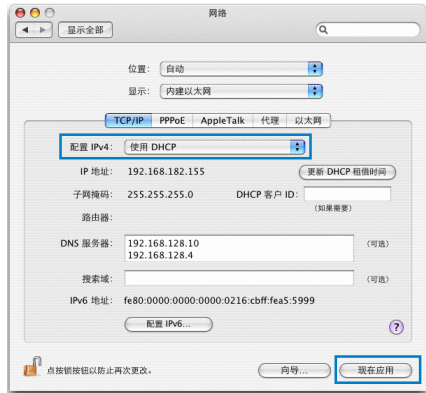 网络
显示全部
位置: 自动
显示: 内建以太网
TCP/IP PPPoE AppleTalk 代理 以太网
配置 IPv4: 使用 DHCP
IP 地址: 192.168.182.155 更新 DHCP 租借时间
子网掩码: 255.255.255.0 DHCP 客户 ID:
(如果需要)
路由器:
DNS 服务器: 192.168.128.10 (可选)
192.168.128.4
搜索域: (可选)
IPv6 地址: fe80:0000:0000:0000:0216:cbff:fea5:5999
配置 IPv6... ?
点按锁按钮以防止再次更改。 向导... 现在应用